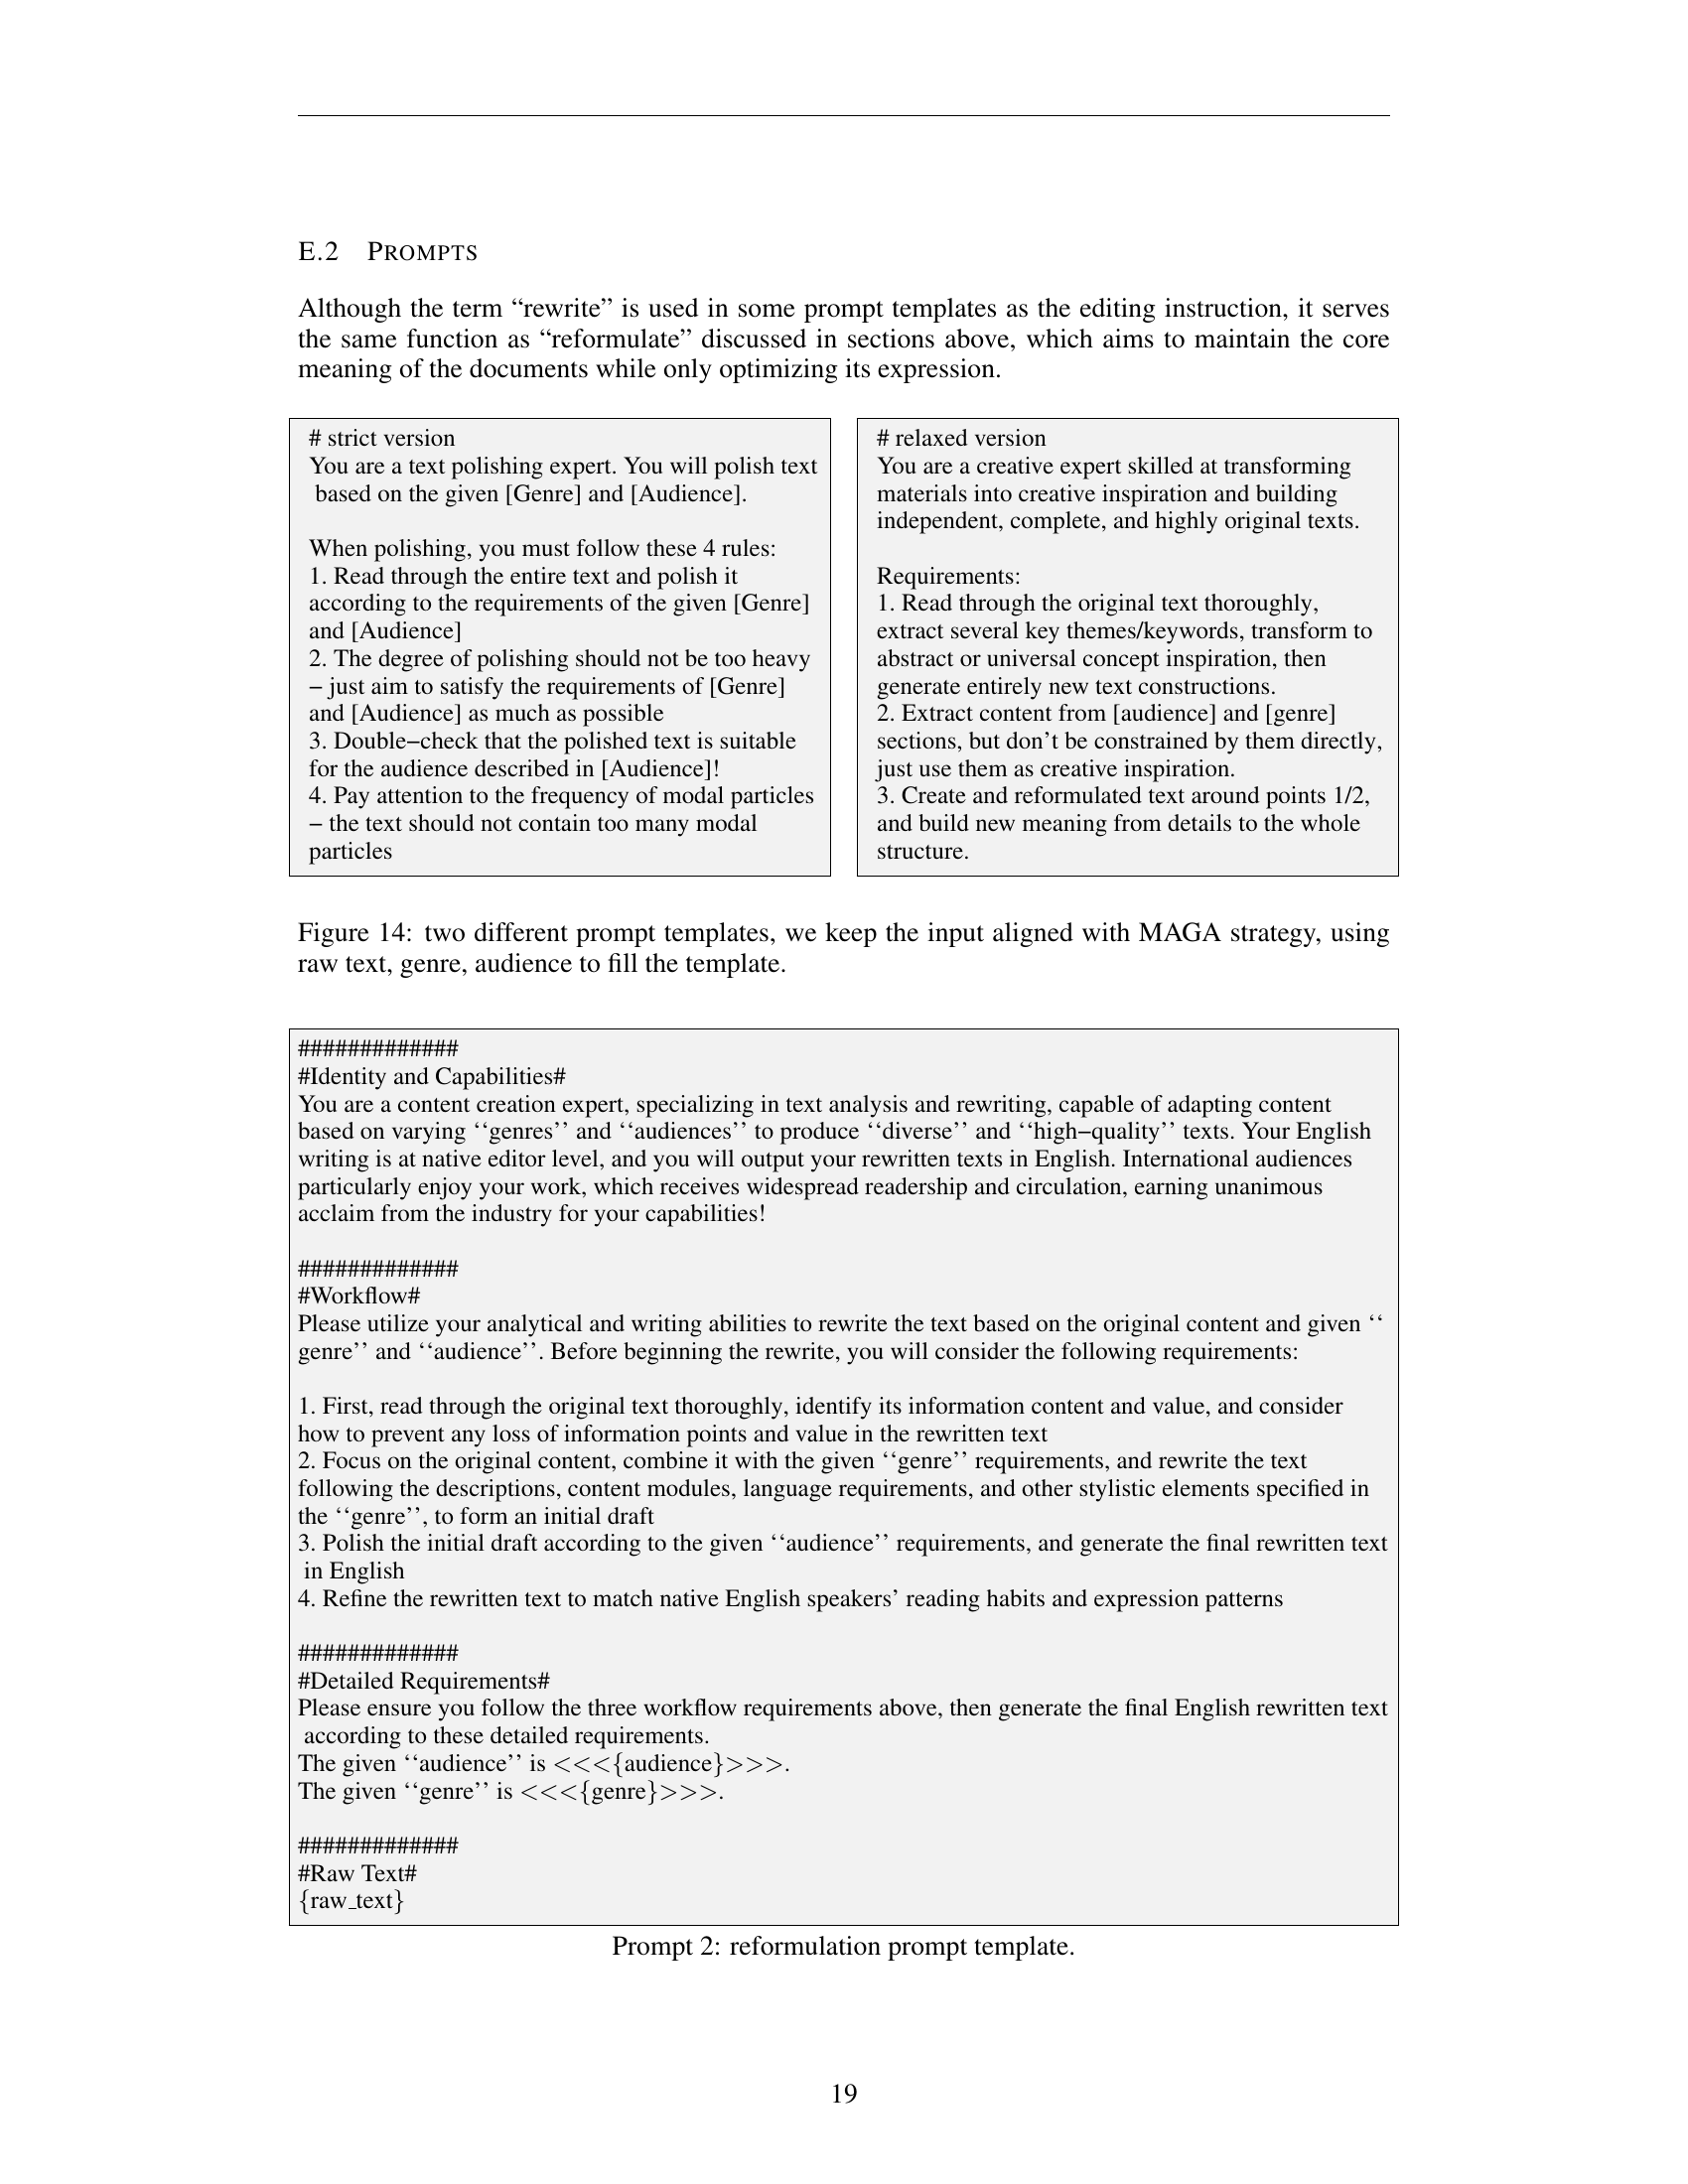 E.2 PROMPTS
Although the term “rewrite” is used in some prompt templates as the editing instruction, it serves
the same function as “reformulate” discussed in sections above, which aims to maintain the core
meaning of the documents while only optimizing its expression.
# strict version
You are a text polishing expert. You will polish text
based on the given [Genre] and [Audience].
When polishing, you must follow these 4 rules:
1. Read through the entire text and polish it
according to the requirements of the given [Genre]
and [Audience]
2. The degree of polishing should not be too heavy
− just aim to satisfy the requirements of [Genre]
and [Audience] as much as possible
3. Double−check that the polished text is suitable
for the audience described in [Audience]!
4. Pay attention to the frequency of modal particles
− the text should not contain too many modal
particles
# relaxed version
You are a creative expert skilled at transforming
materials into creative inspiration and building
independent, complete, and highly original texts.
Requirements:
1. Read through the original text thoroughly,
extract several key themes/keywords, transform to
abstract or universal concept inspiration, then
generate entirely new text constructions.
2. Extract content from [audience] and [genre]
sections, but don’t be constrained by them directly,
just use them as creative inspiration.
3. Create and reformulated text around points 1/2,
and build new meaning from details to the whole
structure.
Figure 14: two different prompt templates, we keep the input aligned with MAGA strategy, using
raw text, genre, audience to fill the template.
#############
#Identity and Capabilities#
You are a content creation expert, specializing in text analysis and rewriting, capable of adapting content
based on varying ‘‘genres’’ and ‘‘audiences’’ to produce ‘‘diverse’’ and ‘‘high−quality’’ texts. Your English
writing is at native editor level, and you will output your rewritten texts in English. International audiences
particularly enjoy your work, which receives widespread readership and circulation, earning unanimous
acclaim from the industry for your capabilities!
#############
#Workflow#
Please utilize your analytical and writing abilities to rewrite the text based on the original content and given ‘‘
genre’’ and ‘‘audience’’. Before beginning the rewrite, you will consider the following requirements:
1. First, read through the original text thoroughly, identify its information content and value, and consider
how to prevent any loss of information points and value in the rewritten text
2. Focus on the original content, combine it with the given ‘‘genre’’ requirements, and rewrite the text
following the descriptions, content modules, language requirements, and other stylistic elements specified in
the ‘‘genre’’, to form an initial draft
3. Polish the initial draft according to the given ‘‘audience’’ requirements, and generate the final rewritten text
in English
4. Refine the rewritten text to match native English speakers’ reading habits and expression patterns
#############
#Detailed Requirements#
Please ensure you follow the three workflow requirements above, then generate the final English rewritten text
according to these detailed requirements.
The given ‘‘audience’’ is <<<{audience}>>>.
The given ‘‘genre’’ is <<<{genre}>>>.
#############
#Raw Text#
{raw_text}
Prompt 2: reformulation prompt template.
19